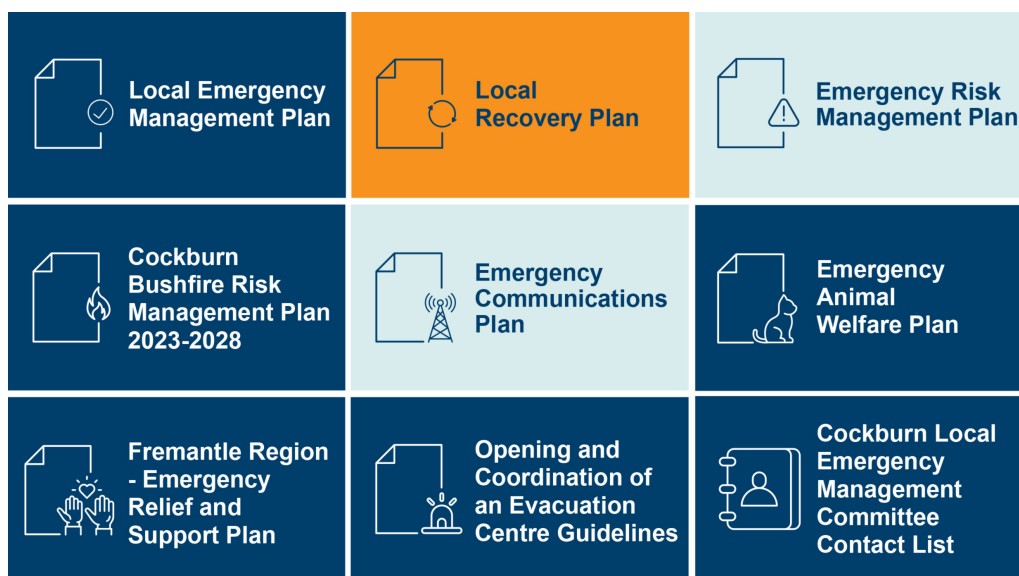 Local Emergency
Management Plan
Local
Recovery Plan
Emergency Risk
Management Plan
Cockburn
Bushfire Risk
Management Plan
2023-2028
Emergency
Communications
Plan
Emergency
Animal
Welfare Plan
Fremantle Region
- Emergency
Relief and
Support Plan
Opening and
Coordination of
an Evacuation
Centre Guidelines
Cockburn Local
Emergency
Management
Committee
Contact List